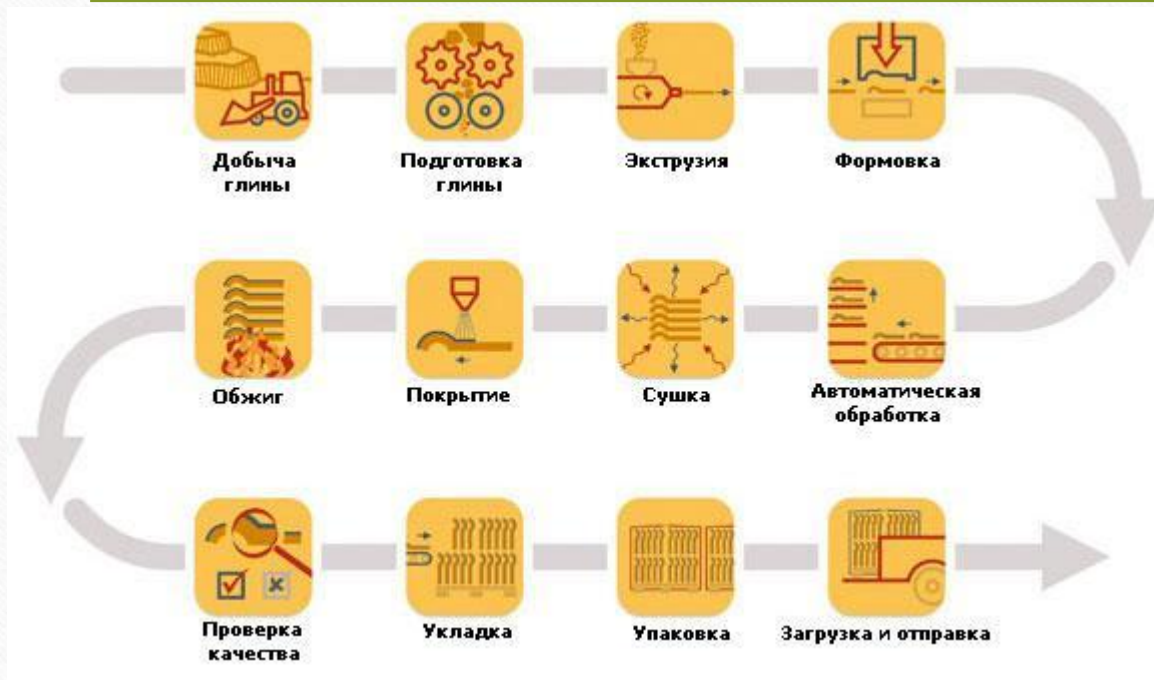 Добыча
глины
Подготовка
глины
Экструзия
Формовка
Автоматическая
обработка
Сушка
Покрытие
Обжиг
Проверка
качества
Укладка
Упаковка
Загрузка и отправка